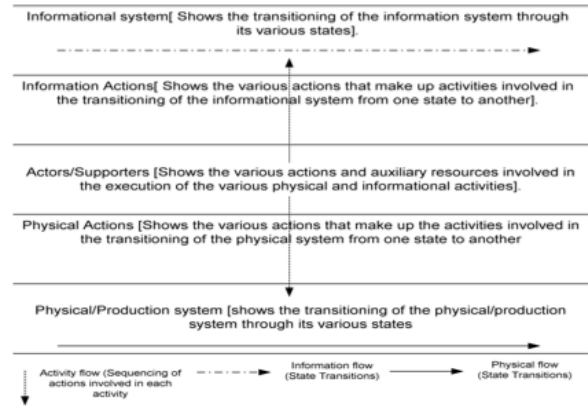 Informational system[ Shows the transitioning of the information system through
its various states].
Information Actions[ Shows the various actions that make up activities involved in
the transitioning of the informational system from one state to another].
Actors/Supporters [Shows the various actions and auxiliary resources involved in
the execution of the various physical and informational activities].
Physical Actions [Shows the various actions that make up the activities involved in
the transitioning of the physical system from one state to another
Physical/Production system [shows the transitioning of the physical/production
system through its various states
Activity flow (Sequencing of
actions involved in each
activity
Information flow
(State Transitions)
Physical flow
(State Transitions)